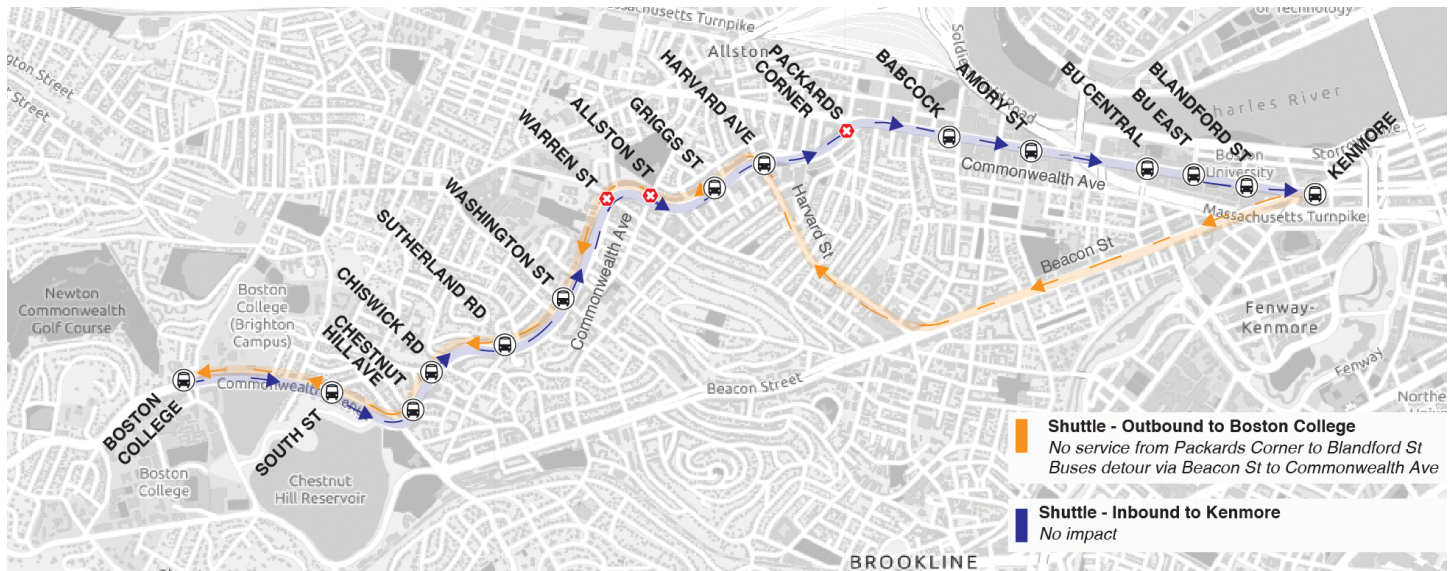 Massachusetts Turnpike
of Technology
Allston
Soldiers
Road
Charles River
HARVARD AVE
PACKARDS
CORNER
BABCOCK
AMORY ST
BU CENTRAL
BU EAST
BLANDFORD ST
KENMORE
GRIGGS ST
ALLSTON ST
WARREN ST
WASHINGTON ST
SUTHERLAND RD
CHISWICK RD
CHESTNUT
HILL AVE
SOUTH ST
BOSTON
COLLEGE
Commonwealth Ave
Boston
University
Massachusetts Turnpike
Harvard St
Beacon St
Commonwealth Ave
Newton
Commonwealth
Golf Course
Boston
College
(Brighton
Campus)
Commonwealth
Boston
College
Chestnut
Hill Reservoir
Beacon Street
Fenway-
Kenmore
Fenway
BROOKLINE
Shuttle - Outbound to Boston College
No service from Packards Corner to Blandford St
Buses detour via Beacon St to Commonwealth Ave
Shuttle - Inbound to Kenmore
No impact